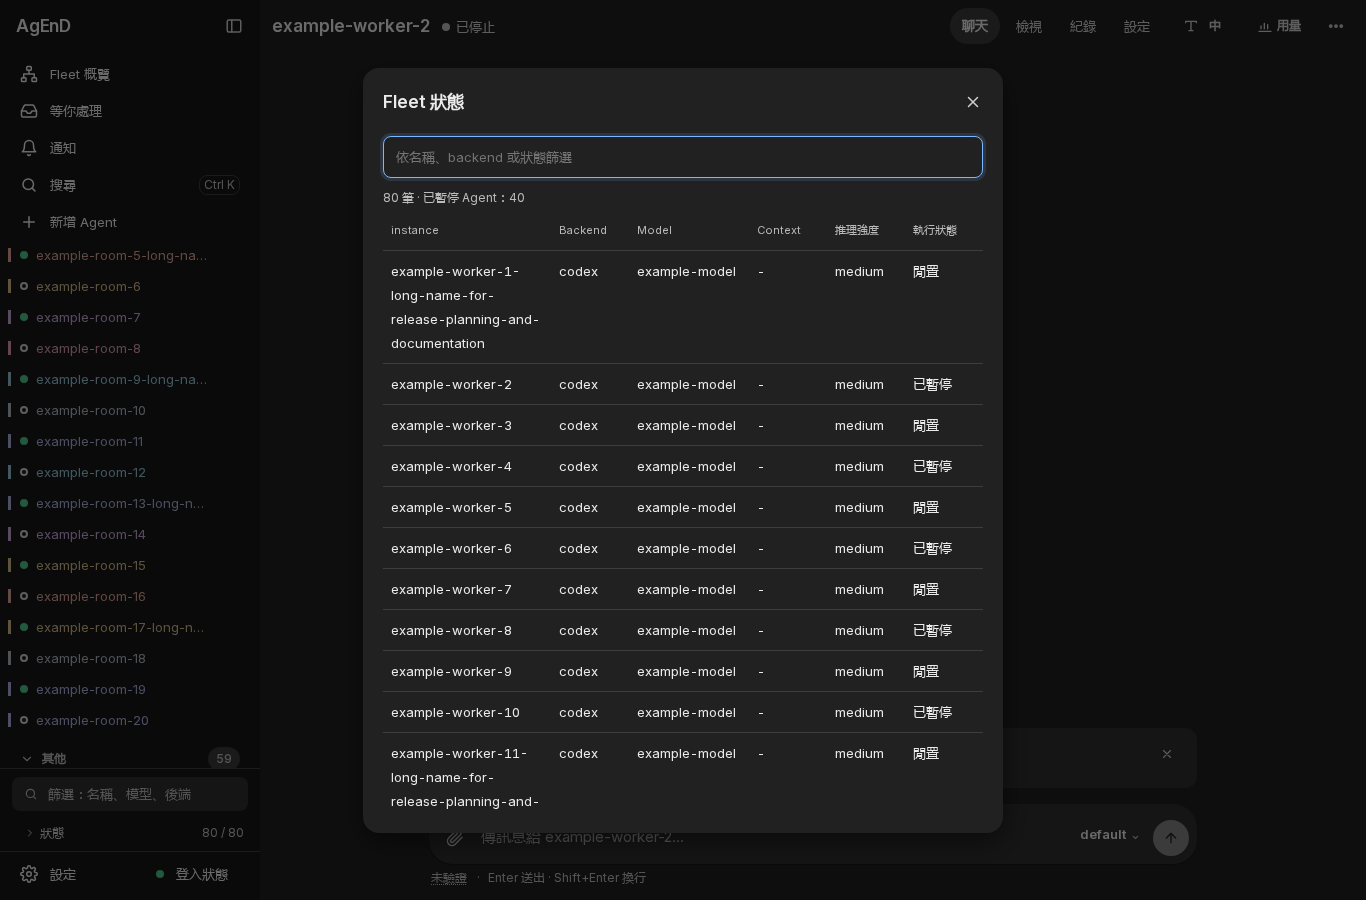 AgEnD
Fleet 概覽
等你處理
通知
搜尋 Ctrl K
新增 Agent
example-room-5-long-na…
example-room-6
example-room-7
example-room-8
example-room-9-long-na…
example-room-10
example-room-11
example-room-12
example-room-13-long-n…
example-room-14
example-room-15
example-room-16
example-room-17-long-n…
example-room-18
example-room-19
example-room-20
其他 59
篩選：名稱、模型、後端
狀態 80 / 80
設定 登入狀態
example-worker-2 已停止
聊天 檢視 紀錄 設定 中 用量
Fleet 狀態
依名稱、backend 或狀態篩選
80 筆 · 已暫停 Agent：40
instance Backend Model Context 推理強度 執行狀態
example-worker-1- codex example-model - medium 閒置
long-name-for-
release-planning-and-
documentation
example-worker-2 codex example-model - medium 已暫停
example-worker-3 codex example-model - medium 閒置
example-worker-4 codex example-model - medium 已暫停
example-worker-5 codex example-model - medium 閒置
example-worker-6 codex example-model - medium 已暫停
example-worker-7 codex example-model - medium 閒置
example-worker-8 codex example-model - medium 已暫停
example-worker-9 codex example-model - medium 閒置
example-worker-10 codex example-model - medium 已暫停
example-worker-11- codex example-model - medium 閒置
long-name-for-
release-planning-and-
傳訊息給 example-worker-2…
default
未驗證 · Enter 送出 · Shift+Enter 換行